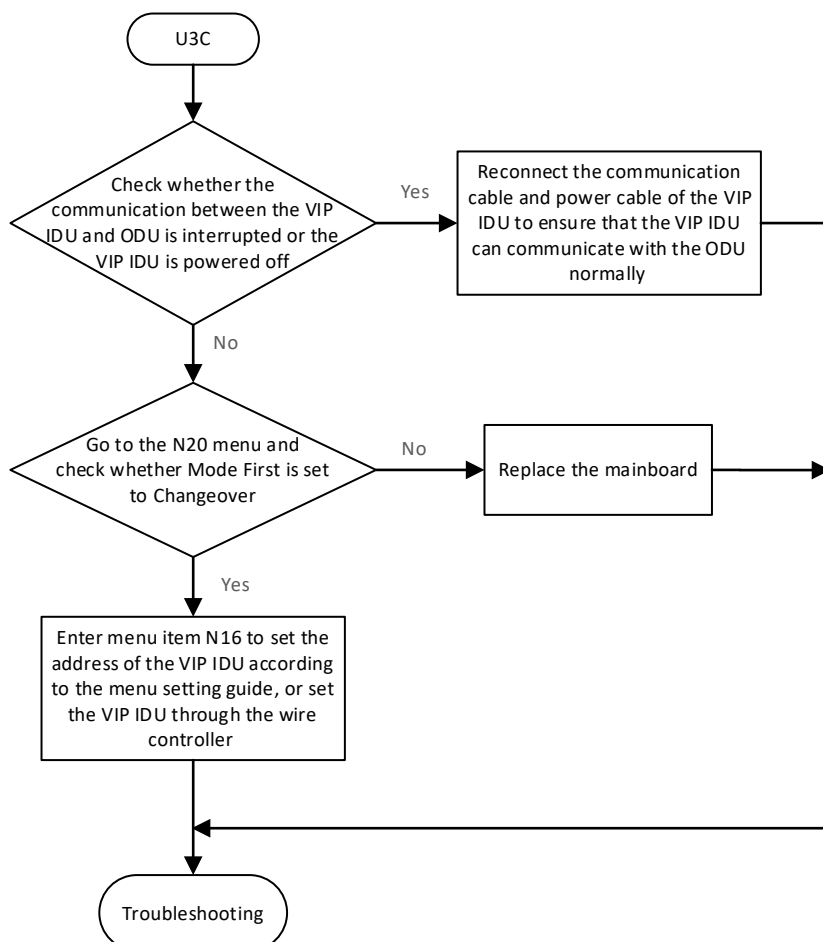 U3C
Check whether the
communication between the VIP
IDU and ODU is interrupted or the
VIP IDU is powered off
Yes
Reconnect the communication
cable and power cable of the VIP
IDU to ensure that the VIP IDU
can communicate with the ODU
normally
No
Go to the N20 menu and
check whether Mode First is set
to Changeover
No
Replace the mainboard
Yes
Enter menu item N16 to set the
address of the VIP IDU according
to the menu setting guide, or set
the VIP IDU through the wire
controller
Troubleshooting